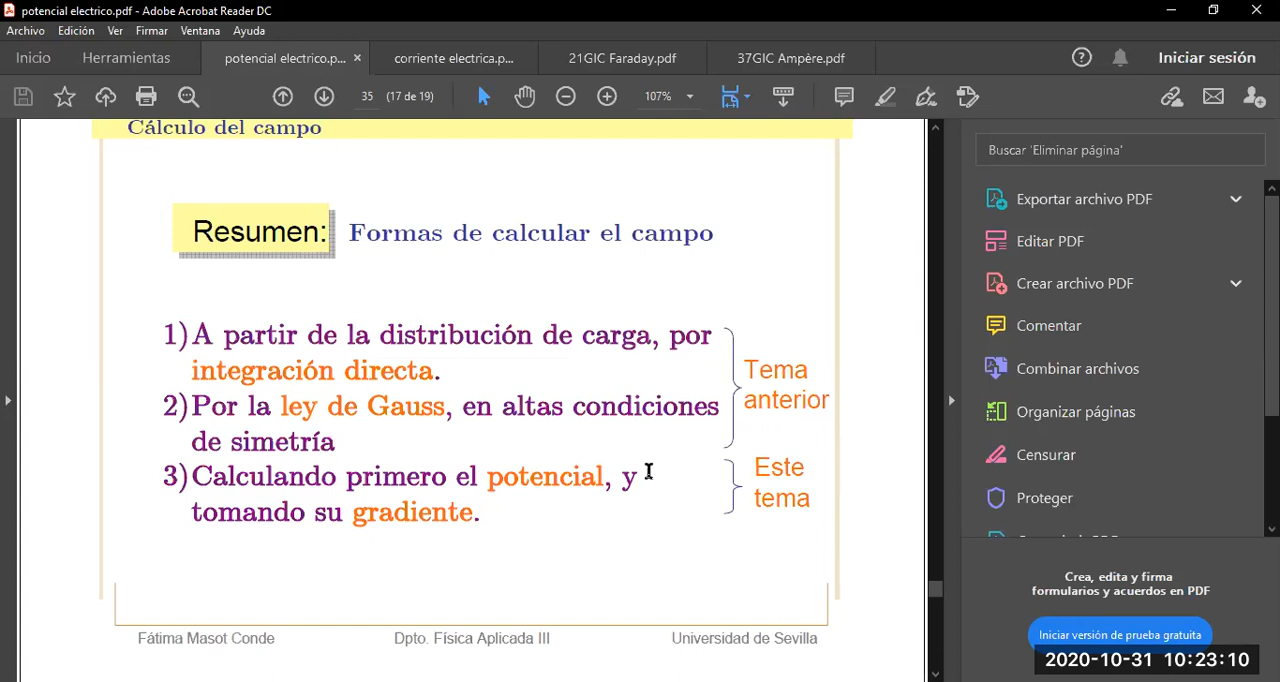 potencial electrico.pdf - Adobe Acrobat Reader DC
Archivo Edición Ver Firmar Ventana Ayuda
Inicio Herramientas potencial electrico.p... × corriente electrica.p... 21GIC Faraday.pdf 37GIC Ampère.pdf Iniciar sesión
35 (17 de 19) 107%
Cálculo del campo
Buscar 'Eliminar página'
Resumen: Formas de calcular el campo
1) A partir de la distribución de carga, por
integración directa.
2) Por la ley de Gauss, en altas condiciones
de simetría
Tema
anterior
3) Calculando primero el potencial, y
tomando su gradiente.
Este
tema
Fátima Masot Conde Dpto. Física Aplicada III Universidad de Sevilla
Exportar archivo PDF
Editar PDF
Crear archivo PDF
Comentar
Combinar archivos
Organizar páginas
Censurar
Proteger
Crea, edita y firma
formularios y acuerdos en PDF
Iniciar versión de prueba gratuita
2020-10-31 10:23:10